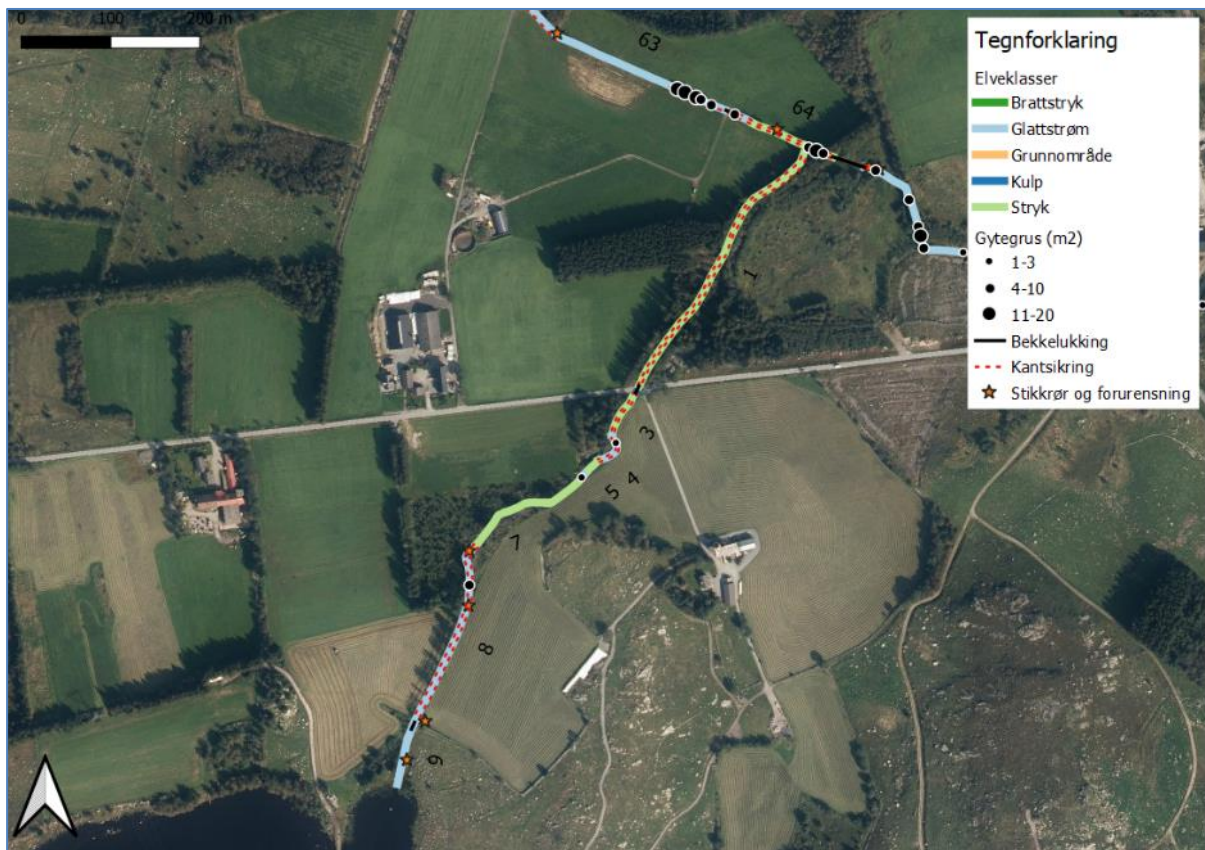 0 100 200 m
63
64
1
3
4
5
7
8
9
Tegnforklaring
Elveklasser
Brattstryk
Glattstrøm
Grunnområde
Kulp
Stryk
Gytegrus (m2)
1-3
4-10
11-20
Bekkelukking
Kantsikring
Stikkrør og forurensning